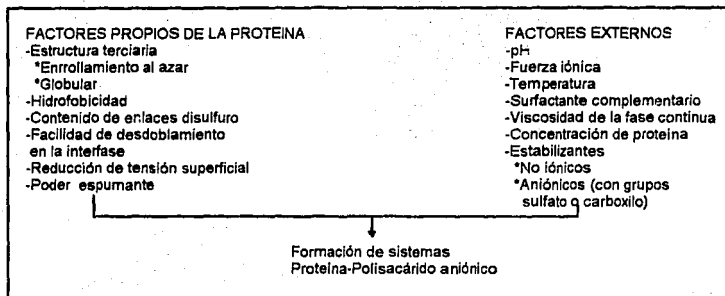 FACTORES PROPIOS DE LA PROTEINA
-Estructura terciaria
*Enrrollamiento al azar
*Globular
-Hidrofobicidad
-Contenido de enlaces disulfuro
-Facilidad de desdoblamiento
en la interfase
-Reducción de tensión superficial
-Poder espumante
FACTORES EXTERNOS
-pH
-Fuerza iónica
-Temperatura
-Surfactante complementario
-Viscosidad de la fase continua
-Concentración de proteina
-Estabilizantes
*No iónicos
*Aniónicos (con grupos
sulfato o carboxilo)
Formación de sistemas
Proteina-Polisacárido aniónico